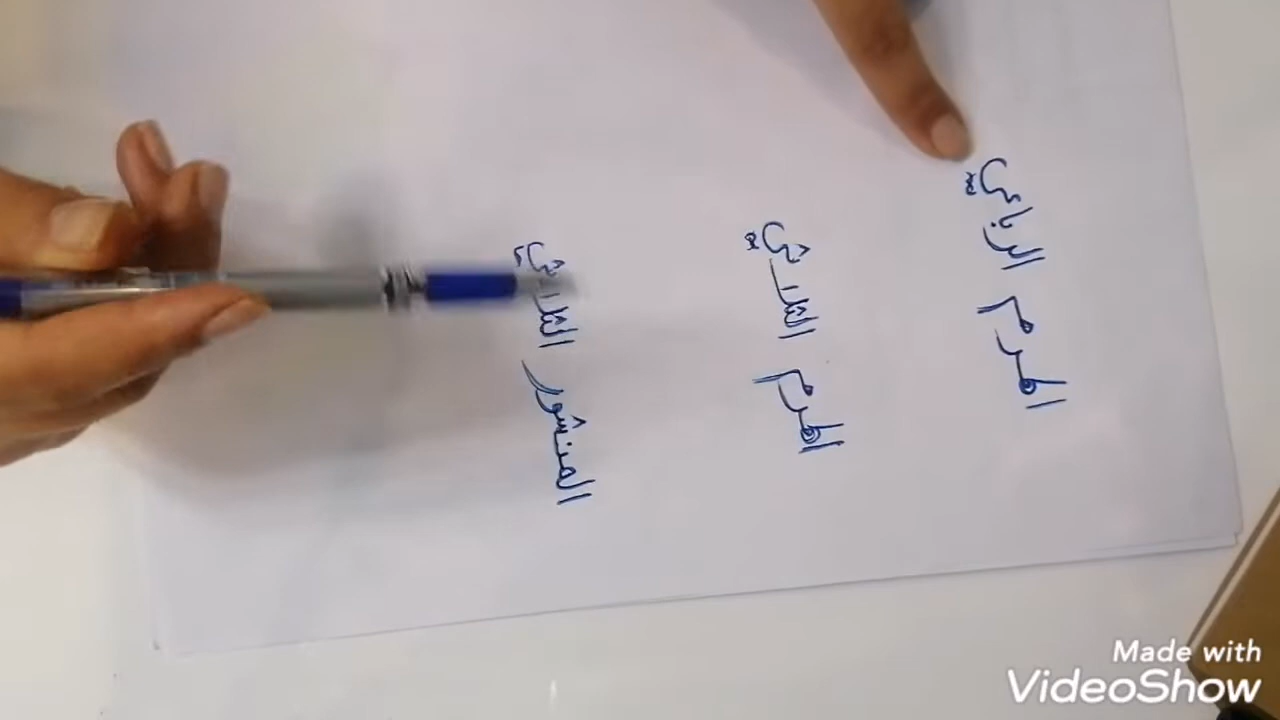 الهرم الرباعي
الهرم الثلاثي
المنشور الثلاثي
Made with
VideoShow